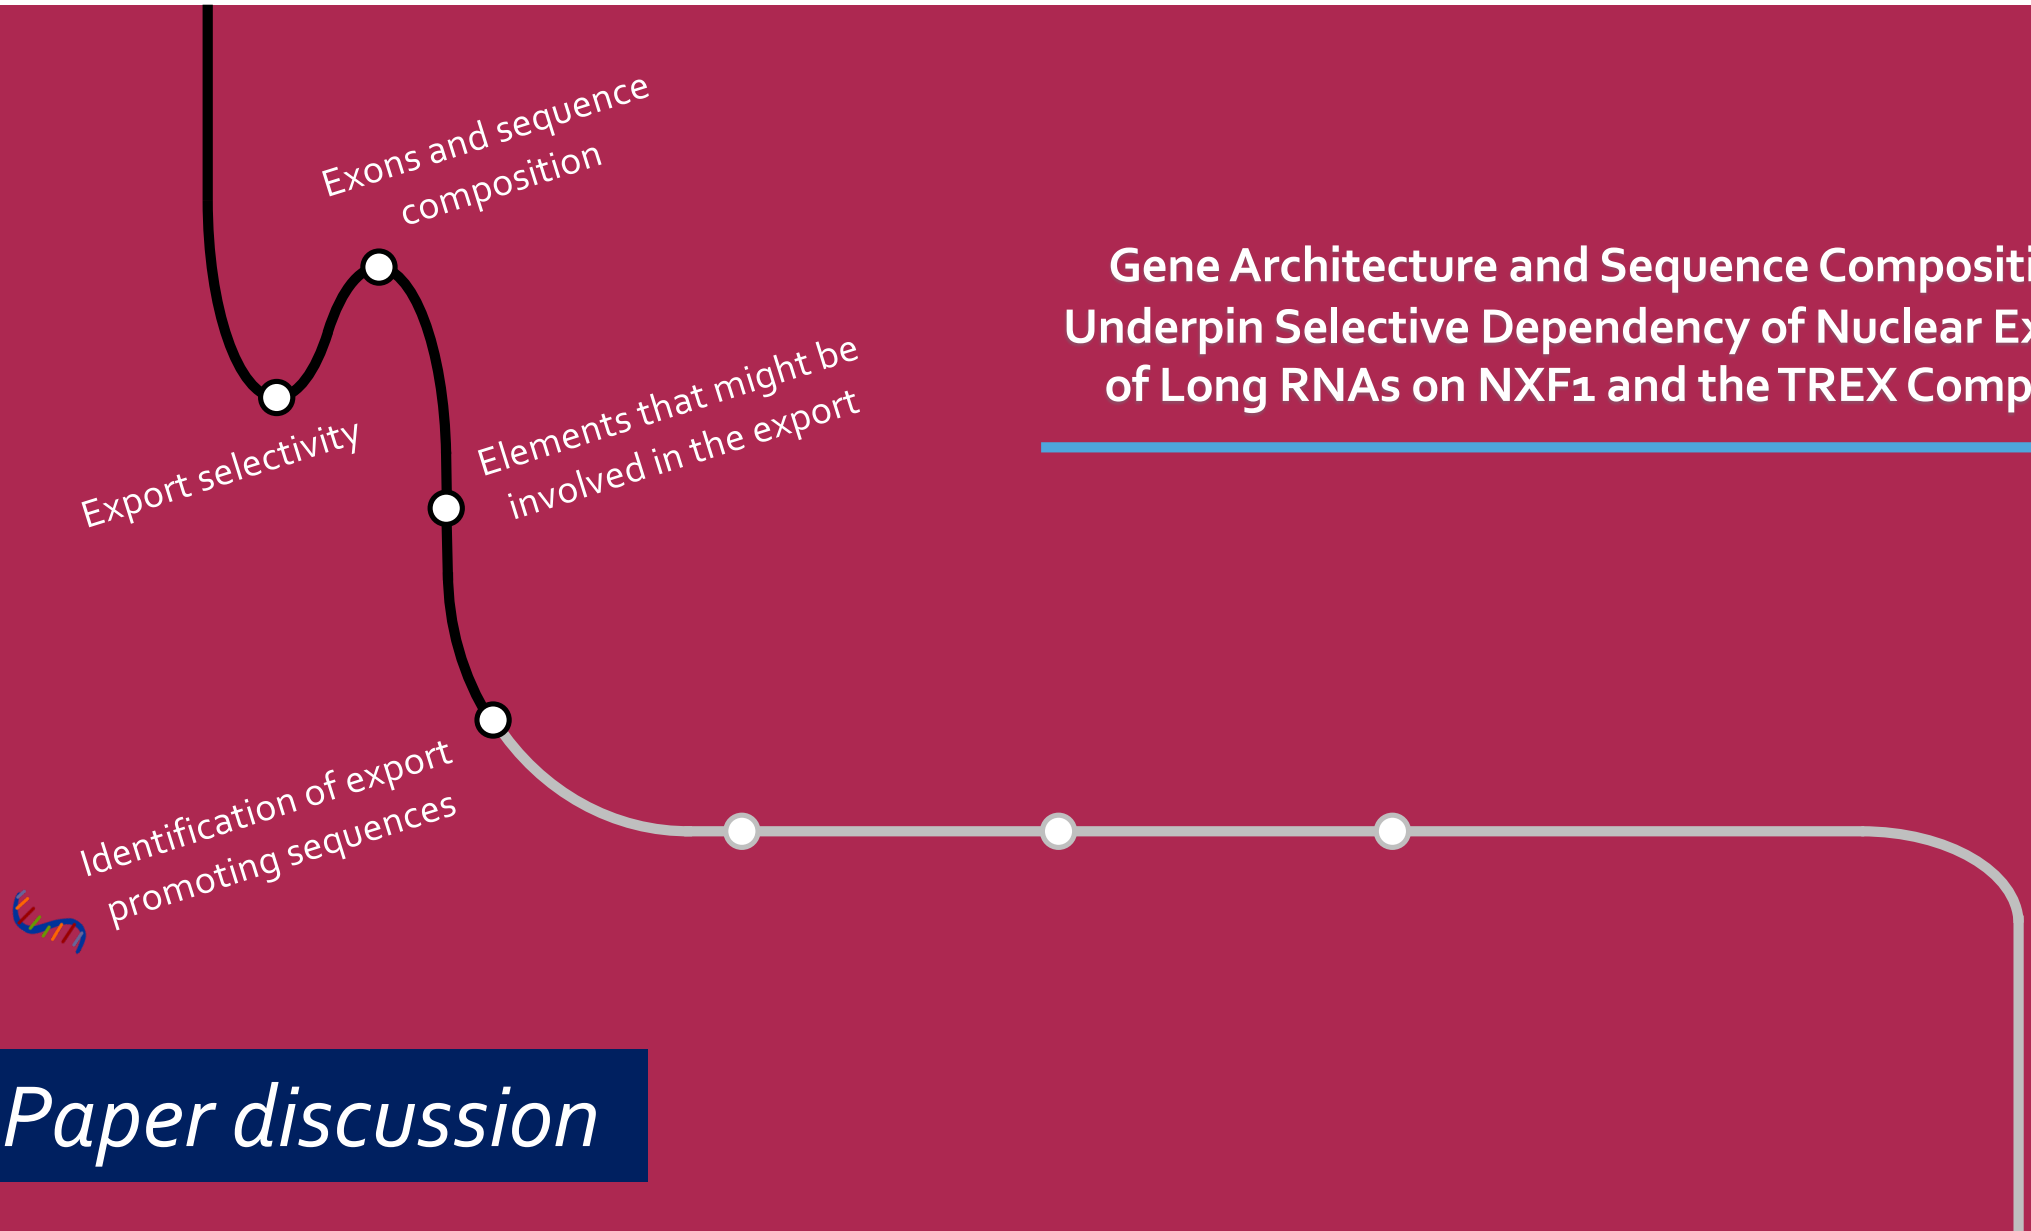 Exons and sequence
composition
Gene Architecture and Sequence Compositi
Underpin Selective Dependency of Nuclear Ex
of Long RNAs on NXF1 and the TREX Comp
Export selectivity
Elements that might be
involved in the export
Identification of export
promoting sequences
Paper discussion